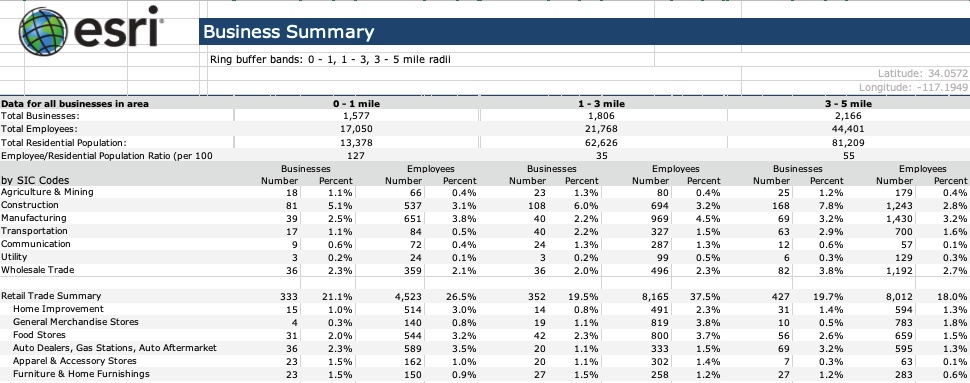 esri
Business Summary
Ring buffer bands: 0 - 1, 1 - 3, 3 - 5 mile radii
Latitude: 34.0572
Longitude: -117.1949
Data for all businesses in area 0 - 1 mile 1 - 3 mile 3 - 5 mile
Total Businesses: 1,577 1,806 2,166
Total Employees: 17,050 21,768 44,401
Total Residential Population: 13,378 62,626 81,209
Employee/Residential Population Ratio (per 100 127 35 55
Businesses Employees Businesses Employees Businesses Employees
by SIC Codes Number Percent Number Percent Number Percent Number Percent Number Percent Number Percent
Agriculture & Mining 18 1.1% 66 0.4% 23 1.3% 80 0.4% 25 1.2% 179 0.4%
Construction 81 5.1% 537 3.1% 108 6.0% 694 3.2% 168 7.8% 1,243 2.8%
Manufacturing 39 2.5% 651 3.8% 40 2.2% 969 4.5% 69 3.2% 1,430 3.2%
Transportation 17 1.1% 84 0.5% 40 2.2% 327 1.5% 63 2.9% 700 1.6%
Communication 9 0.6% 72 0.4% 24 1.3% 287 1.3% 12 0.6% 57 0.1%
Utility 3 0.2% 24 0.1% 3 0.2% 99 0.5% 6 0.3% 129 0.3%
Wholesale Trade 36 2.3% 359 2.1% 36 2.0% 496 2.3% 82 3.8% 1,192 2.7%
Retail Trade Summary 333 21.1% 4,523 26.5% 352 19.5% 8,165 37.5% 427 19.7% 8,012 18.0%
Home Improvement 15 1.0% 514 3.0% 14 0.8% 491 2.3% 31 1.4% 594 1.3%
General Merchandise Stores 4 0.3% 140 0.8% 19 1.1% 819 3.8% 10 0.5% 783 1.8%
Food Stores 31 2.0% 544 3.2% 42 2.3% 800 3.7% 56 2.6% 659 1.5%
Auto Dealers, Gas Stations, Auto Aftermarket 36 2.3% 589 3.5% 20 1.1% 333 1.5% 69 3.2% 595 1.3%
Apparel & Accessory Stores 23 1.5% 162 1.0% 20 1.1% 302 1.4% 7 0.3% 63 0.1%
Furniture & Home Furnishings 23 1.5% 150 0.9% 27 1.5% 258 1.2% 27 1.2% 283 0.6%